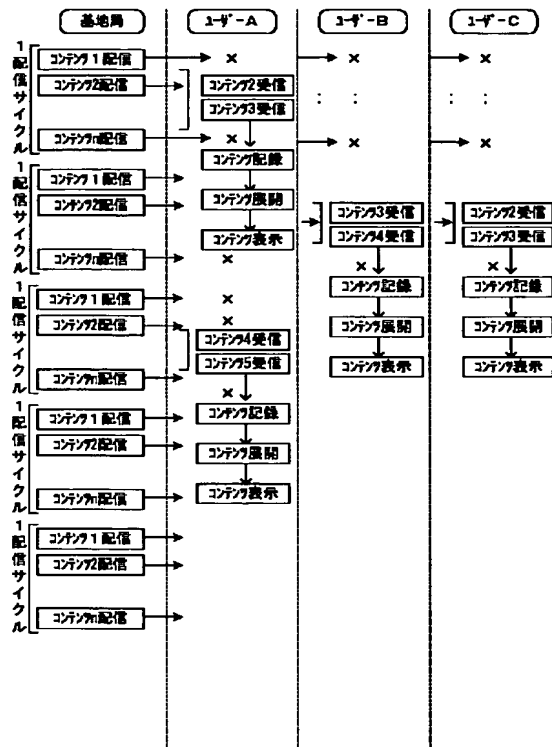 基地局
ユーザ-A
ユーザ-B
ユーザ-C
1配信サイクル
コンテンツ1配信
コンテンツ2配信
コンテンツn配信
×
コンテンツ2受信
コンテンツ3受信
×
コンテンツ記録
コンテンツ展開
コンテンツ表示
×
×
: :
×
×
: :
×
1配信サイクル
コンテンツ1配信
コンテンツ2配信
コンテンツn配信
×
コンテンツ3受信
コンテンツ4受信
×
コンテンツ記録
コンテンツ展開
コンテンツ表示
コンテンツ2受信
コンテンツ3受信
×
コンテンツ記録
コンテンツ展開
コンテンツ表示
1配信サイクル
コンテンツ1配信
コンテンツ2配信
コンテンツn配信
×
×
コンテンツ4受信
コンテンツ5受信
×
コンテンツ記録
コンテンツ展開
コンテンツ表示
1配信サイクル
コンテンツ1配信
コンテンツ2配信
コンテンツn配信
1配信サイクル
コンテンツ1配信
コンテンツ2配信
コンテンツn配信